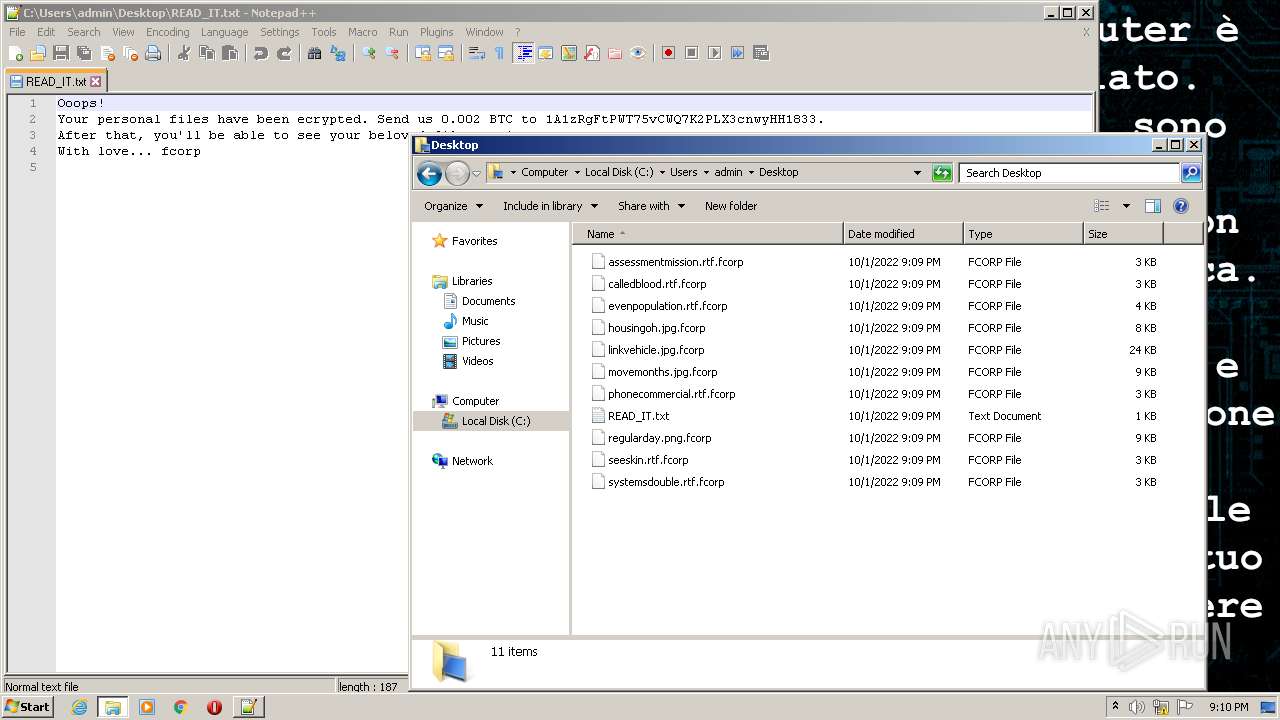 C:\Users\admin\Desktop\READ_IT.txt - Notepad++
File Edit Search View Encoding Language Settings Tools Macro Run Window ?
X
READ_IT.txt
1 Ooops!
2 Your personal files have been ecrypted. Send us 0.002 BTC to 1A1zRgFtPWT75vCWQ7K2PLX3cnwyHH1833.
3 After that, you'll be able to see your
4 With love... fcorp
5
Desktop
Computer Local Disk (C:) Users admin Desktop
Search Desktop
Organize Include in library Share with New folder
Name Date modified Type Size
assessmentmission.rtf.fcorp 10/1/2022 9:09 PM FCORP File 3 KB
calledblood.rtf.fcorp 10/1/2022 9:09 PM FCORP File 3 KB
evenpopulation.rtf.fcorp 10/1/2022 9:09 PM FCORP File 4 KB
housingoh.jpg.fcorp 10/1/2022 9:09 PM FCORP File 8 KB
linkvehicle.jpg.fcorp 10/1/2022 9:09 PM FCORP File 24 KB
movemonths.jpg.fcorp 10/1/2022 9:09 PM FCORP File 9 KB
phonecommercial.rtf.fcorp 10/1/2022 9:09 PM FCORP File 3 KB
READ_IT.txt 10/1/2022 9:09 PM Text Document 1 KB
regularday.png.fcorp 10/1/2022 9:09 PM FCORP File 9 KB
seeskin.rtf.fcorp 10/1/2022 9:09 PM FCORP File 3 KB
systemsdouble.rtf.fcorp 10/1/2022 9:09 PM FCORP File 3 KB
Favorites
Libraries
Documents
Music
Pictures
Videos
Computer
Local Disk (C:)
Network
11 items
uter è
ato.
sono
on
ca.
e
one
le
tuo
ere
ANY RUN
Normal text file length : 187
Start 9:10 PM